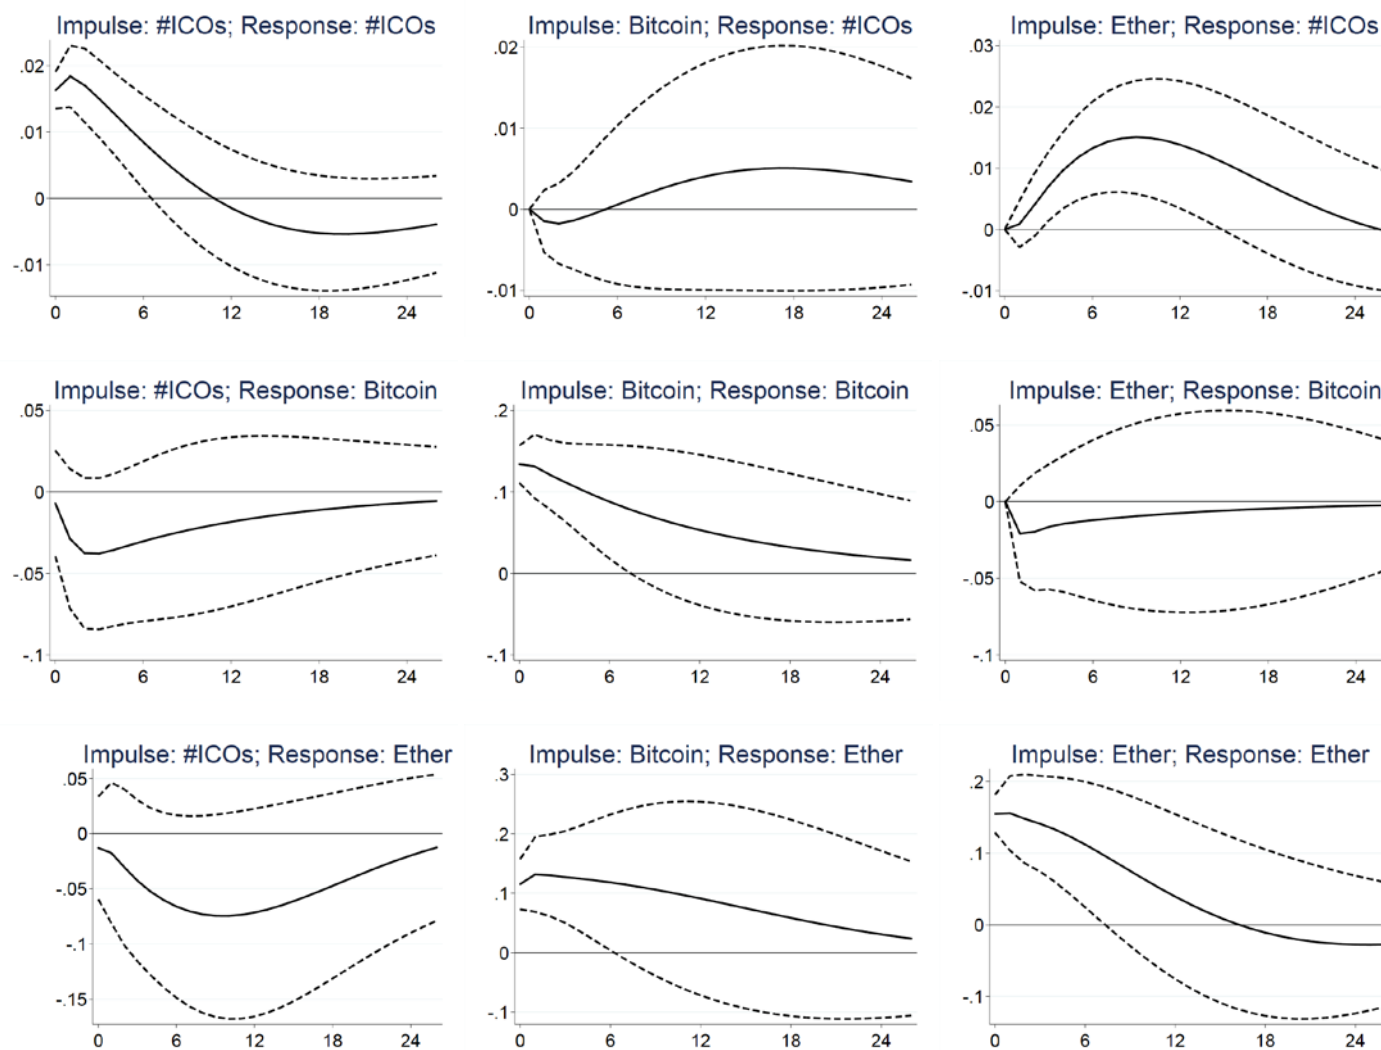 Impulse: #ICOs; Response: #ICOs
.02
.01
0
-.01
0 6 12 18 24
Impulse: Bitcoin; Response: #ICOs
.02
.01
0
-.01
0 6 12 18 24
Impulse: Ether; Response: #ICOs
.03
.02
.01
0
-.01
0 6 12 18 24
Impulse: #ICOs; Response: Bitcoin
.05
0
-.05
-.1
0 6 12 18 24
Impulse: Bitcoin; Response: Bitcoin
.2
.1
0
-.1
0 6 12 18 24
Impulse: Ether; Response: Bitcoin
.05
0
-.05
-.1
0 6 12 18 24
Impulse: #ICOs; Response: Ether
.05
0
-.05
-.1
-.15
0 6 12 18 24
Impulse: Bitcoin; Response: Ether
.3
.2
.1
0
-.1
0 6 12 18 24
Impulse: Ether; Response: Ether
.2
.1
0
-.1
0 6 12 18 24